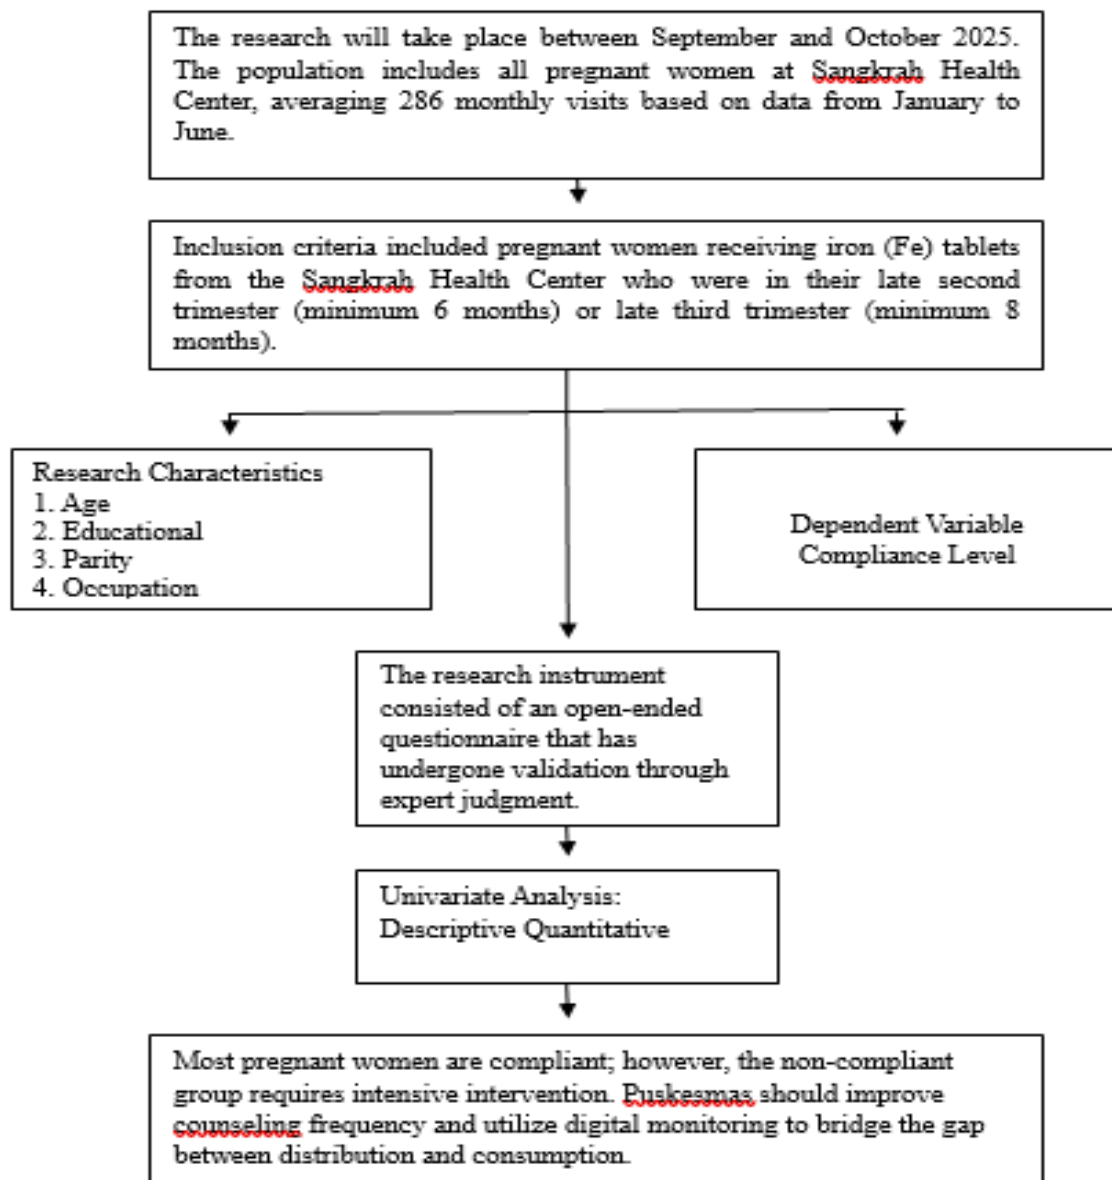 The research will take place between September and October 2025.
The population includes all pregnant women at Sangkrah Health
Center, averaging 286 monthly visits based on data from January to
June.
Inclusion criteria included pregnant women receiving iron (Fe) tablets
from the Sangkrah Health Center who were in their late second
trimester (minimum 6 months) or late third trimester (minimum 8
months).
Research Characteristics
1. Age
2. Educational
3. Parity
4. Occupation
Dependent Variable
Compliance Level
The research instrument
consisted of an open-ended
questionnaire that has
undergone validation through
expert judgment.
Univariate Analysis:
Descriptive Quantitative
Most pregnant women are compliant; however, the non-compliant
group requires intensive intervention. Puskesmas should improve
counseling frequency and utilize digital monitoring to bridge the gap
between distribution and consumption.